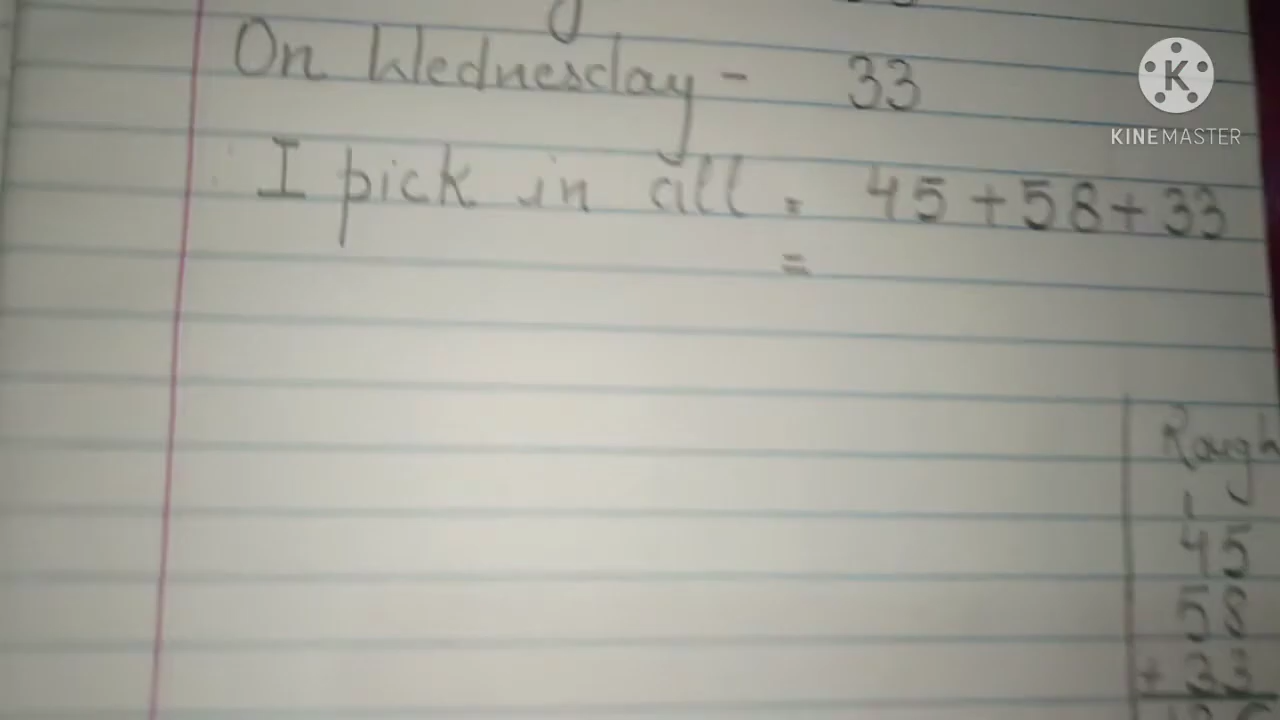 On Wednesday - 33
KINEMASTER
I pick in all = 45 + 58 + 33
=
Rough
45
58
+ 33